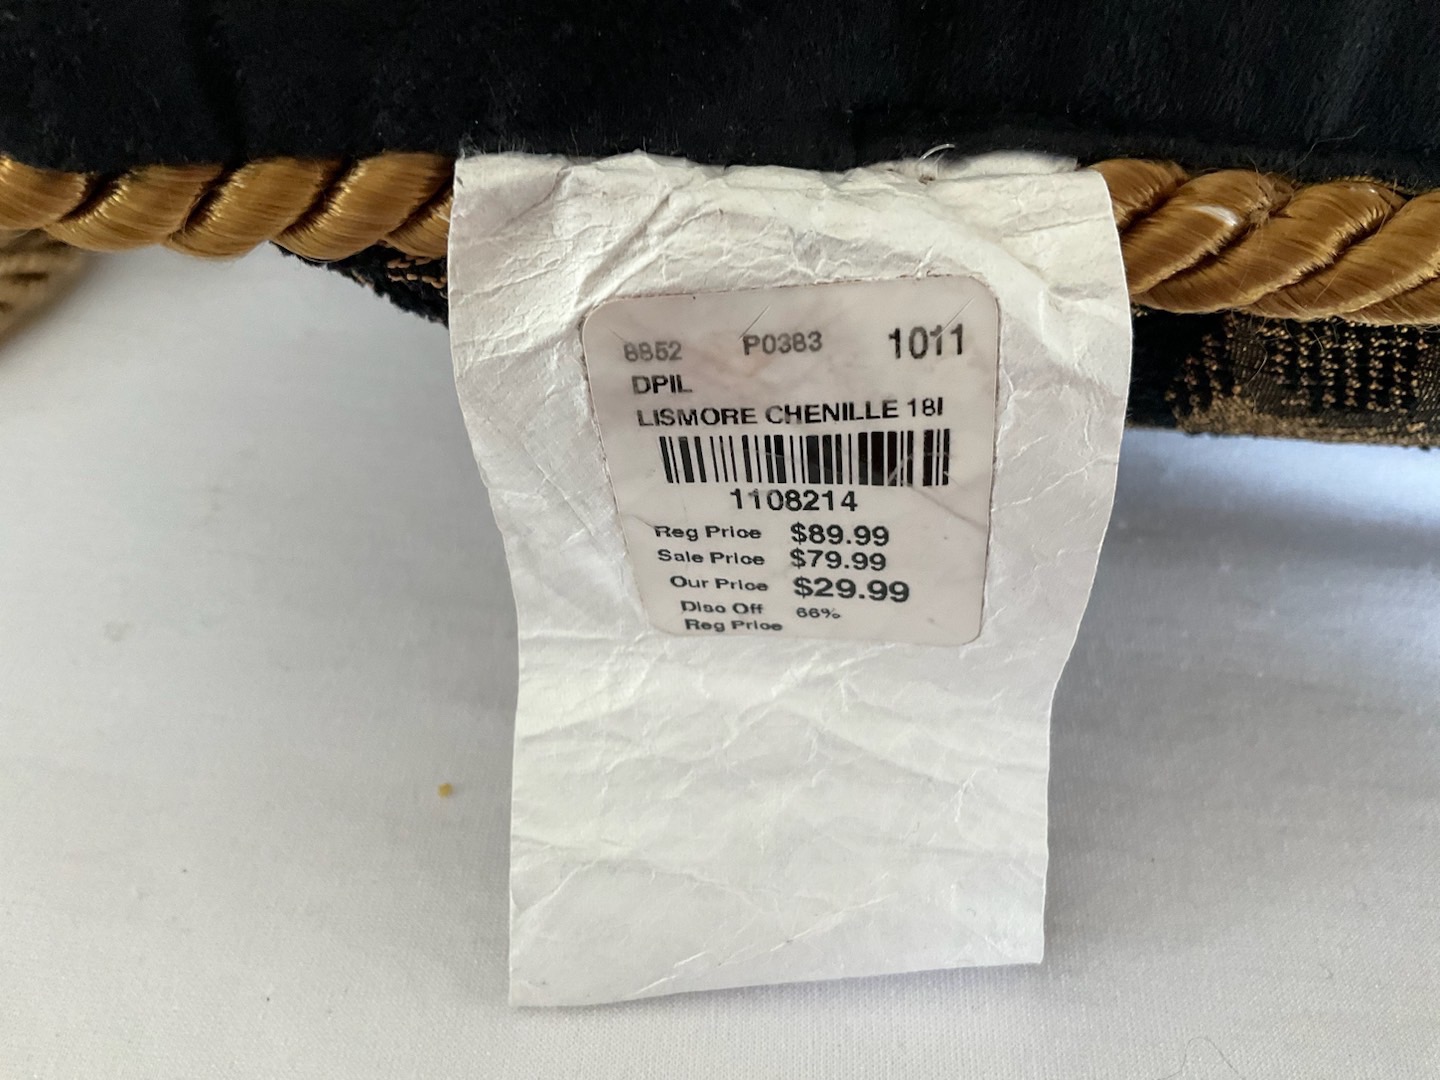 8852 P0383 1011
DPIL
LISMORE CHENILLE 18I
1108214
Reg Price $89.99
Sale Price $79.99
Our Price $29.99
Disc Off 66%
Reg Price